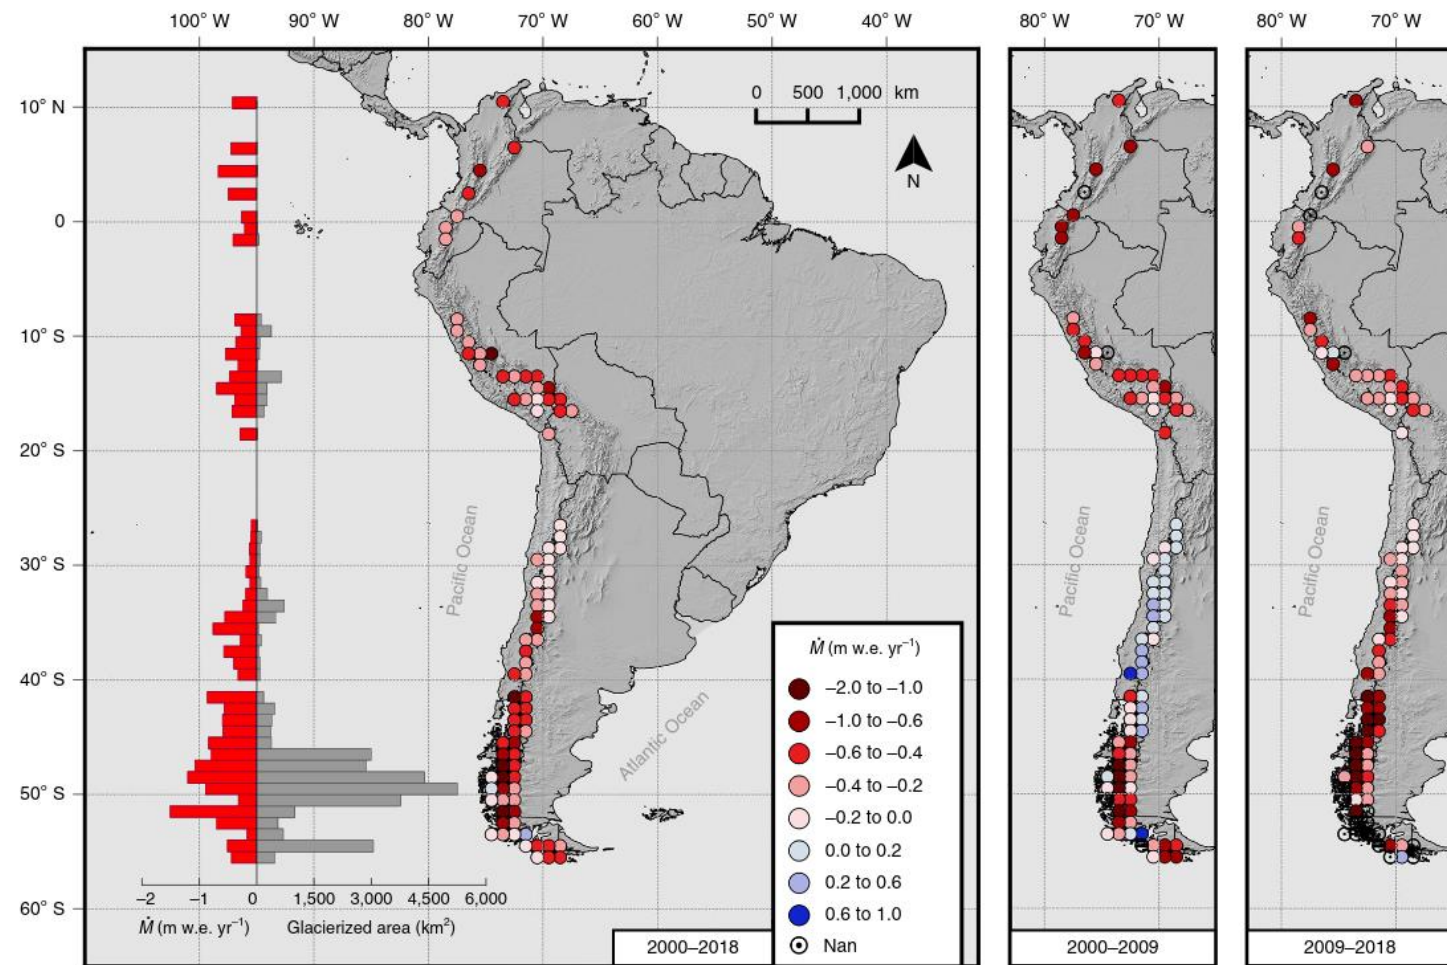 100° W 90° W 80° W 70° W 60° W 50° W 40° W 80° W 70° W 80° W 70° W
0 500 1,000 km
10° N
N
0
10° S
20° S
Pacific Ocean
Pacific Ocean
Pacific Ocean
30° S
40° S
Atlantic Ocean
50° S
60° S
Ṁ (m w.e. yr⁻¹)
−2.0 to −1.0
−1.0 to −0.6
−0.6 to −0.4
−0.4 to −0.2
−0.2 to 0.0
0.0 to 0.2
0.2 to 0.6
0.6 to 1.0
Nan
−2 −1 0 1,500 3,000 4,500 6,000
Ṁ (m w.e. yr⁻¹) Glacierized area (km²)
2000–2018
2000–2009
2009–2018